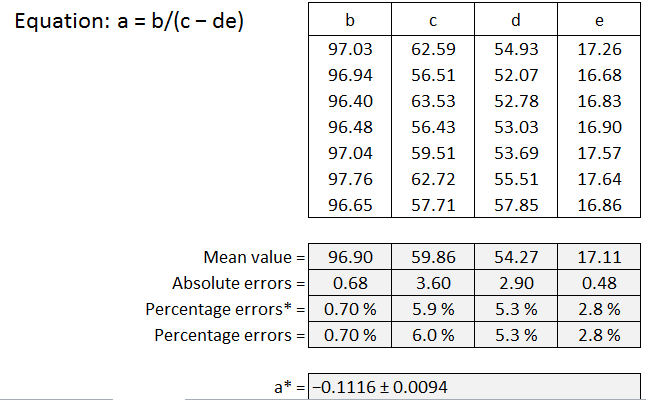 Equation: a = b/(c – de)
b c d e
97.03 62.59 54.93 17.26
96.94 56.51 52.07 16.68
96.40 63.53 52.78 16.83
96.48 56.43 53.03 16.90
97.04 59.51 53.69 17.57
97.76 62.72 55.51 17.64
96.65 57.71 57.85 16.86
Mean value = 96.90 59.86 54.27 17.11
Absolute errors = 0.68 3.60 2.90 0.48
Percentage errors* = 0.70 % 5.9 % 5.3 % 2.8 %
Percentage errors = 0.70 % 6.0 % 5.3 % 2.8 %
a* = −0.1116 ± 0.0094